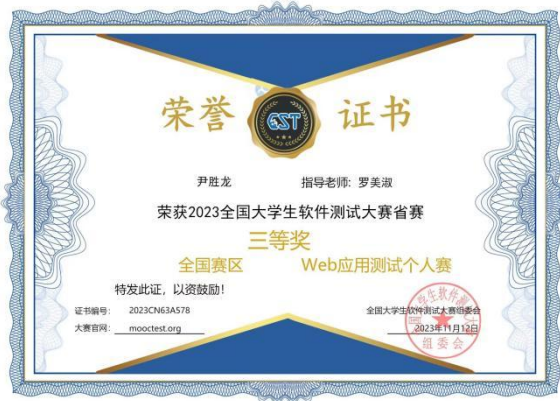 荣誉 证书
CST
尹胜龙 指导老师: 罗美淑
荣获2023全国大学生软件测试大赛省赛
三等奖
全国赛区 Web应用测试个人赛
特发此证，以资鼓励！
证书编号: 2023CN63A578
大赛官网: mooctest.org
全国大学生软件测试大赛组委会
2023年11月12日
组委会